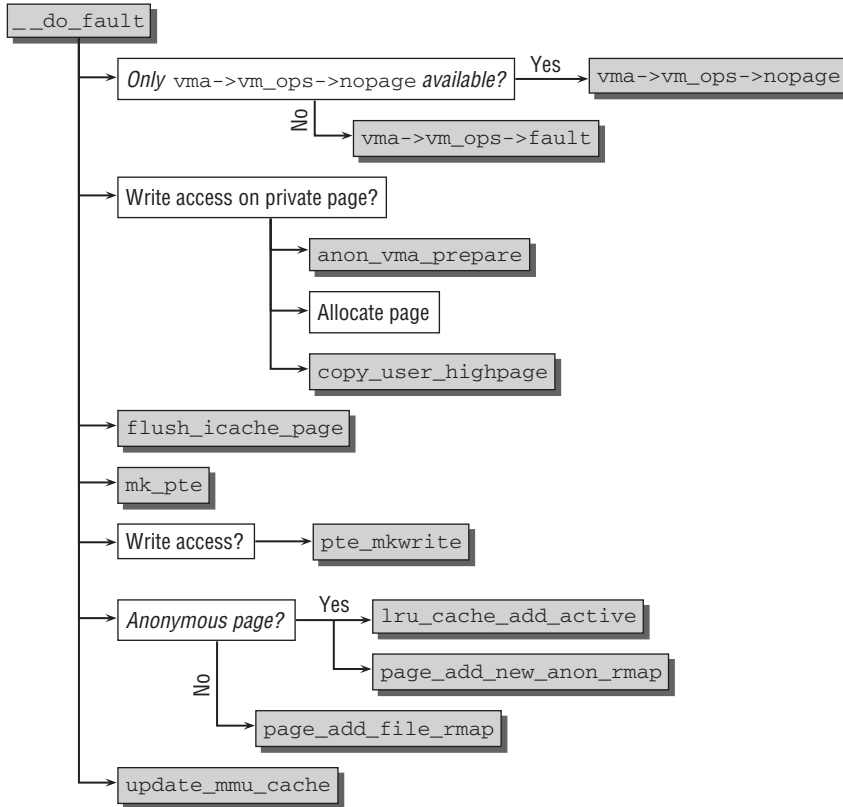 __do_fault
Only vma->vm_ops->nopage available?
Yes
vma->vm_ops->nopage
No
vma->vm_ops->fault
Write access on private page?
anon_vma_prepare
Allocate page
copy_user_highpage
flush_icache_page
mk_pte
Write access?
pte_mkwrite
Anonymous page?
Yes
lru_cache_add_active
page_add_new_anon_rmap
No
page_add_file_rmap
update_mmu_cache